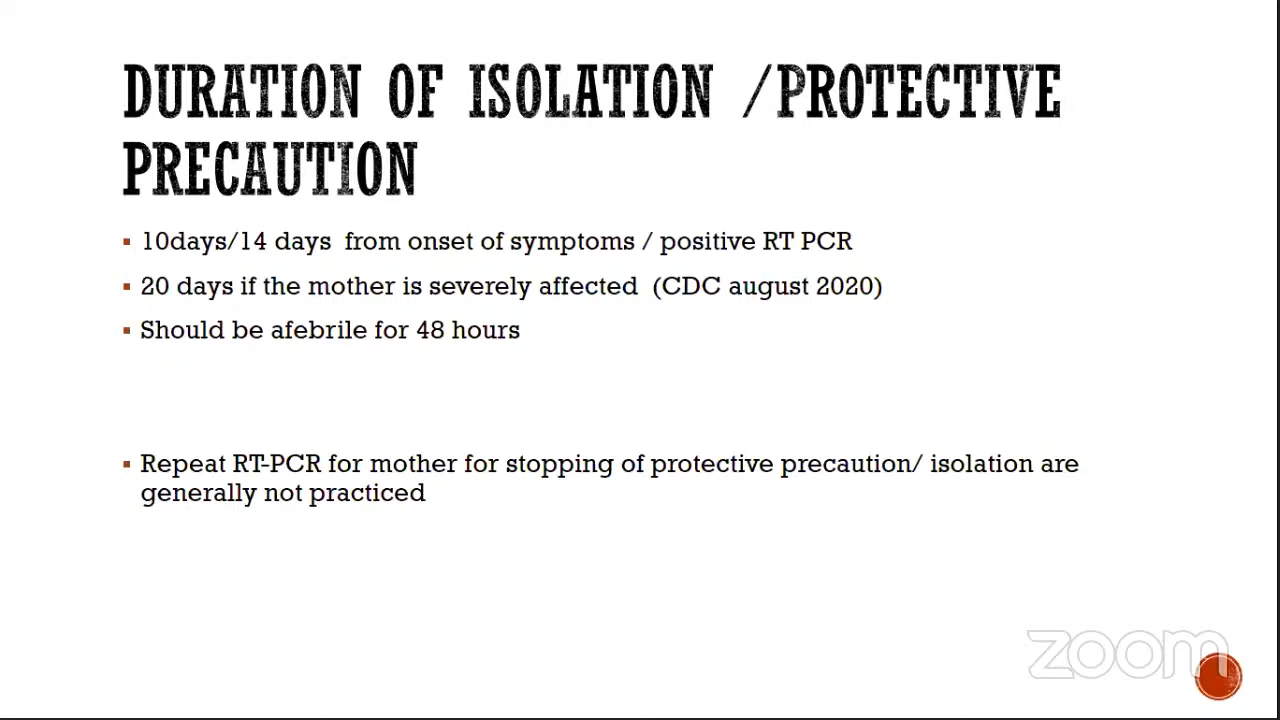 DURATION OF ISOLATION /PROTECTIVE
PRECAUTION
10days/14 days from onset of symptoms / positive RT PCR
20 days if the mother is severely affected (CDC august 2020)
Should be afebrile for 48 hours
Repeat RT-PCR for mother for stopping of protective precaution/ isolation are
generally not practiced
zoom